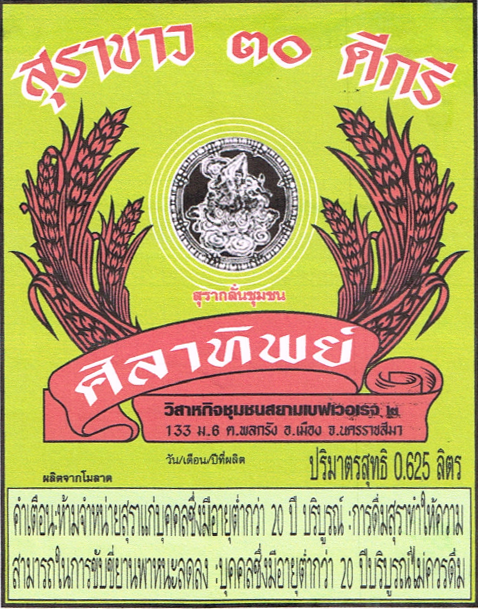 สุราขาว ๓๐ ดีกรี
สุรากลั่นชุมชน
ศิลาทิพย์
วิสาหกิจชุมชนสยามเบฟเวอเรจ ๒
133 ม.6 ต.พลกรัง อ.เมือง จ.นครราชสีมา
วัน/เดือน/ปีที่ผลิต
ปริมาตรสุทธิ 0.625 ลิตร
ผลิตจากโมลาส
คำเตือน:ห้ามจำหน่ายสุราแก่บุคคลซึ่งมีอายุต่ำกว่า 20 ปี บริบูรณ์ :การดื่มสุราทำให้ความ
สามารถในการขับขี่ยานพาหนะลดลง :บุคคลซึ่งมีอายุต่ำกว่า 20 ปีบริบูรณ์ไม่ควรดื่ม